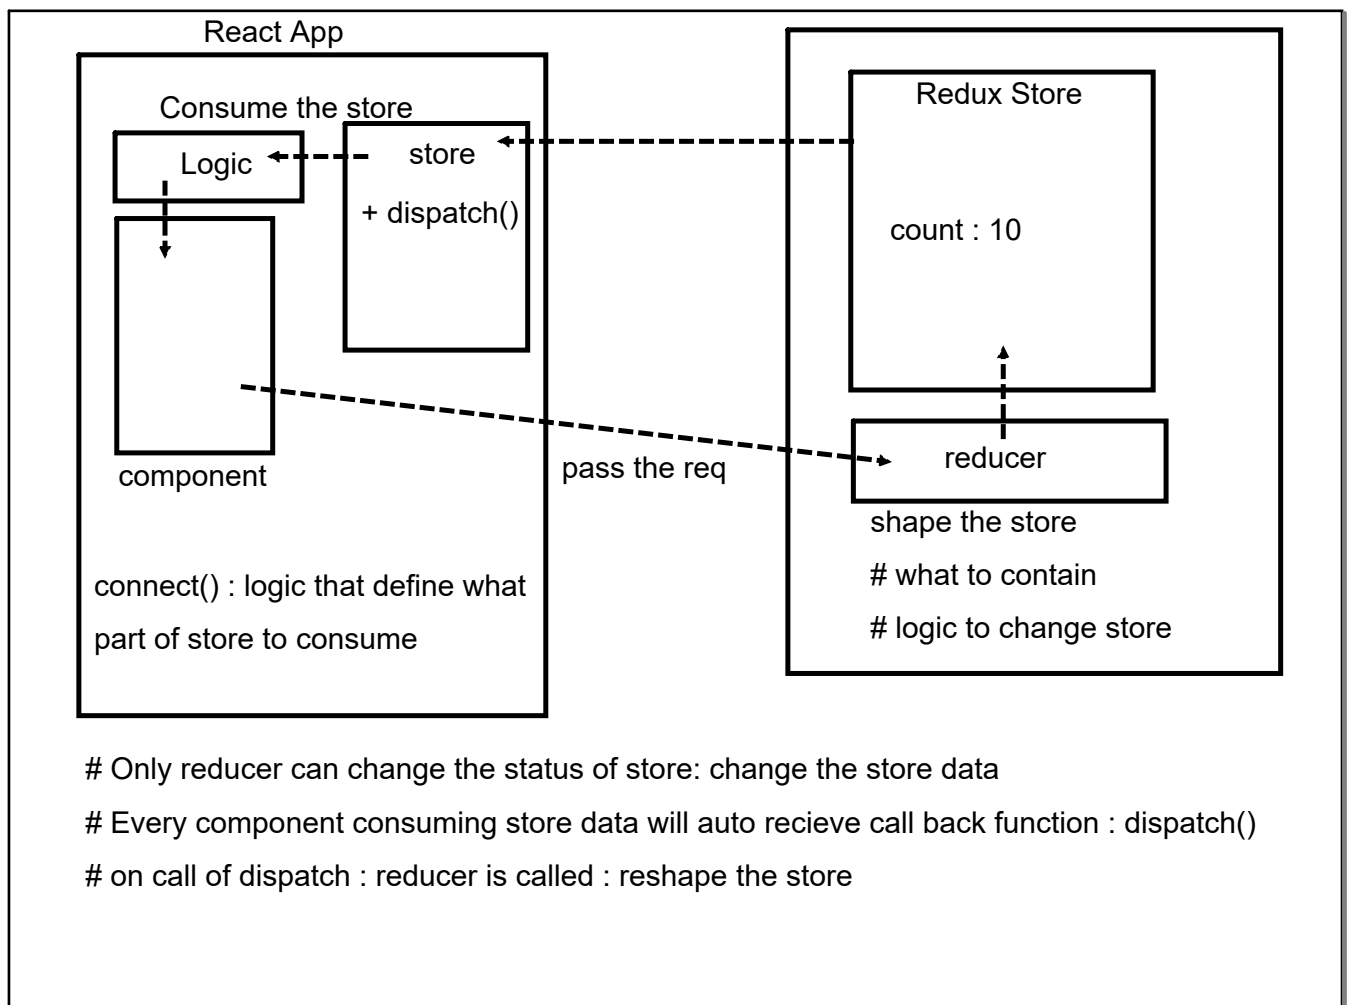 React App
Consume the store
Logic
store
+ dispatch()
component
connect() : logic that define what
part of store to consume
pass the req
Redux Store
count : 10
reducer
shape the store
# what to contain
# logic to change store
# Only reducer can change the status of store: change the store data
# Every component consuming store data will auto recieve call back function : dispatch()
# on call of dispatch : reducer is called : reshape the store